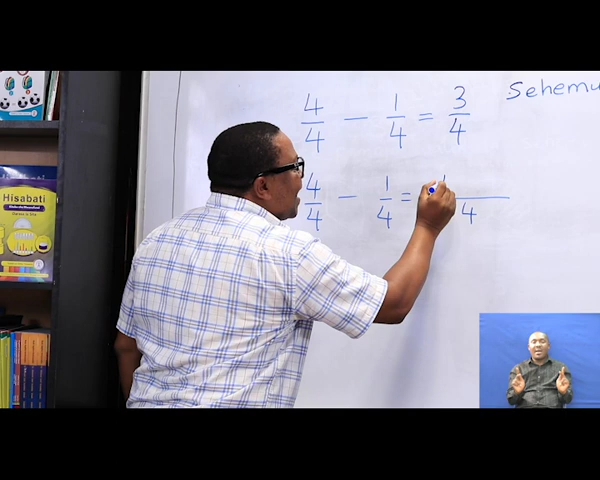 Sehemu
4/4 − 1/4 = 3/4
4/4 − 1/4 = /4
Hisabati